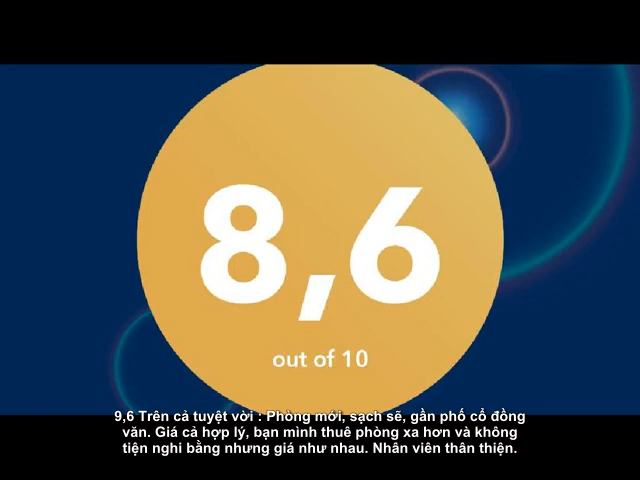 8,6
out of 10
9,6 Trên cả tuyệt vời : Phòng mới, sạch sẽ, gần phố cổ đồng
văn. Giá cả hợp lý, bạn mình thuê phòng xa hơn và không
tiện nghi bằng nhưng giá như nhau. Nhân viên thân thiện.